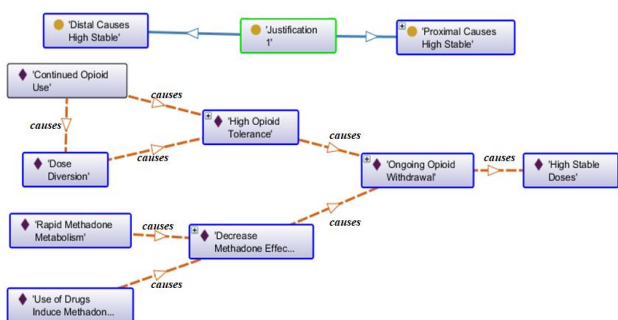 'Distal Causes
High Stable'
'Justification
1'
'Proximal Causes
High Stable'
'Continued Opioid
Use'
causes
causes
'High Opioid
Tolerance'
causes
'Dose
Diversion'
causes
'Ongoing Opioid
Withdrawal'
causes
'High Stable
Doses'
'Rapid Methadone
Metabolism'
causes
'Decrease
Methadone Effec...
causes
'Use of Drugs
Induce Methadon...
causes